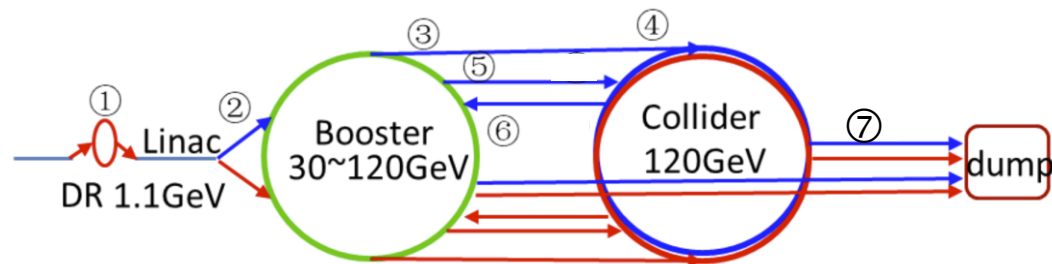 ③
④
①
②
⑤
Linac
Booster
30~120GeV
⑥
Collider
120GeV
⑦
dump
DR 1.1GeV